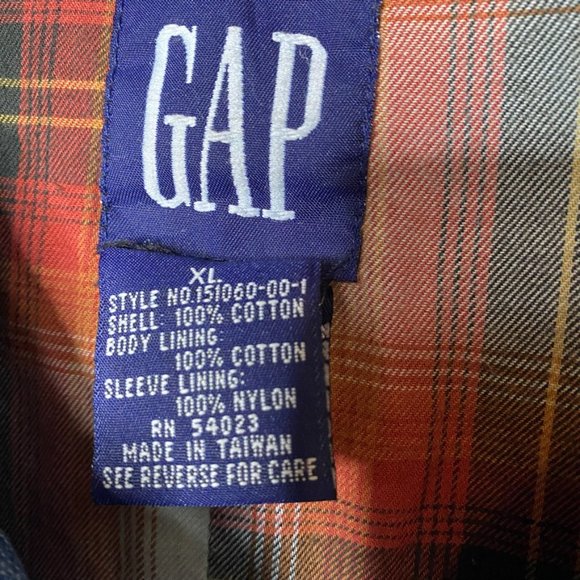 GAP
XL
STYLE NO.151060-00-1
SHELL: 100% COTTON
BODY LINING:
100% COTTON
SLEEVE LINING:
100% NYLON
RN 54023
MADE IN TAIWAN
SEE REVERSE FOR CARE